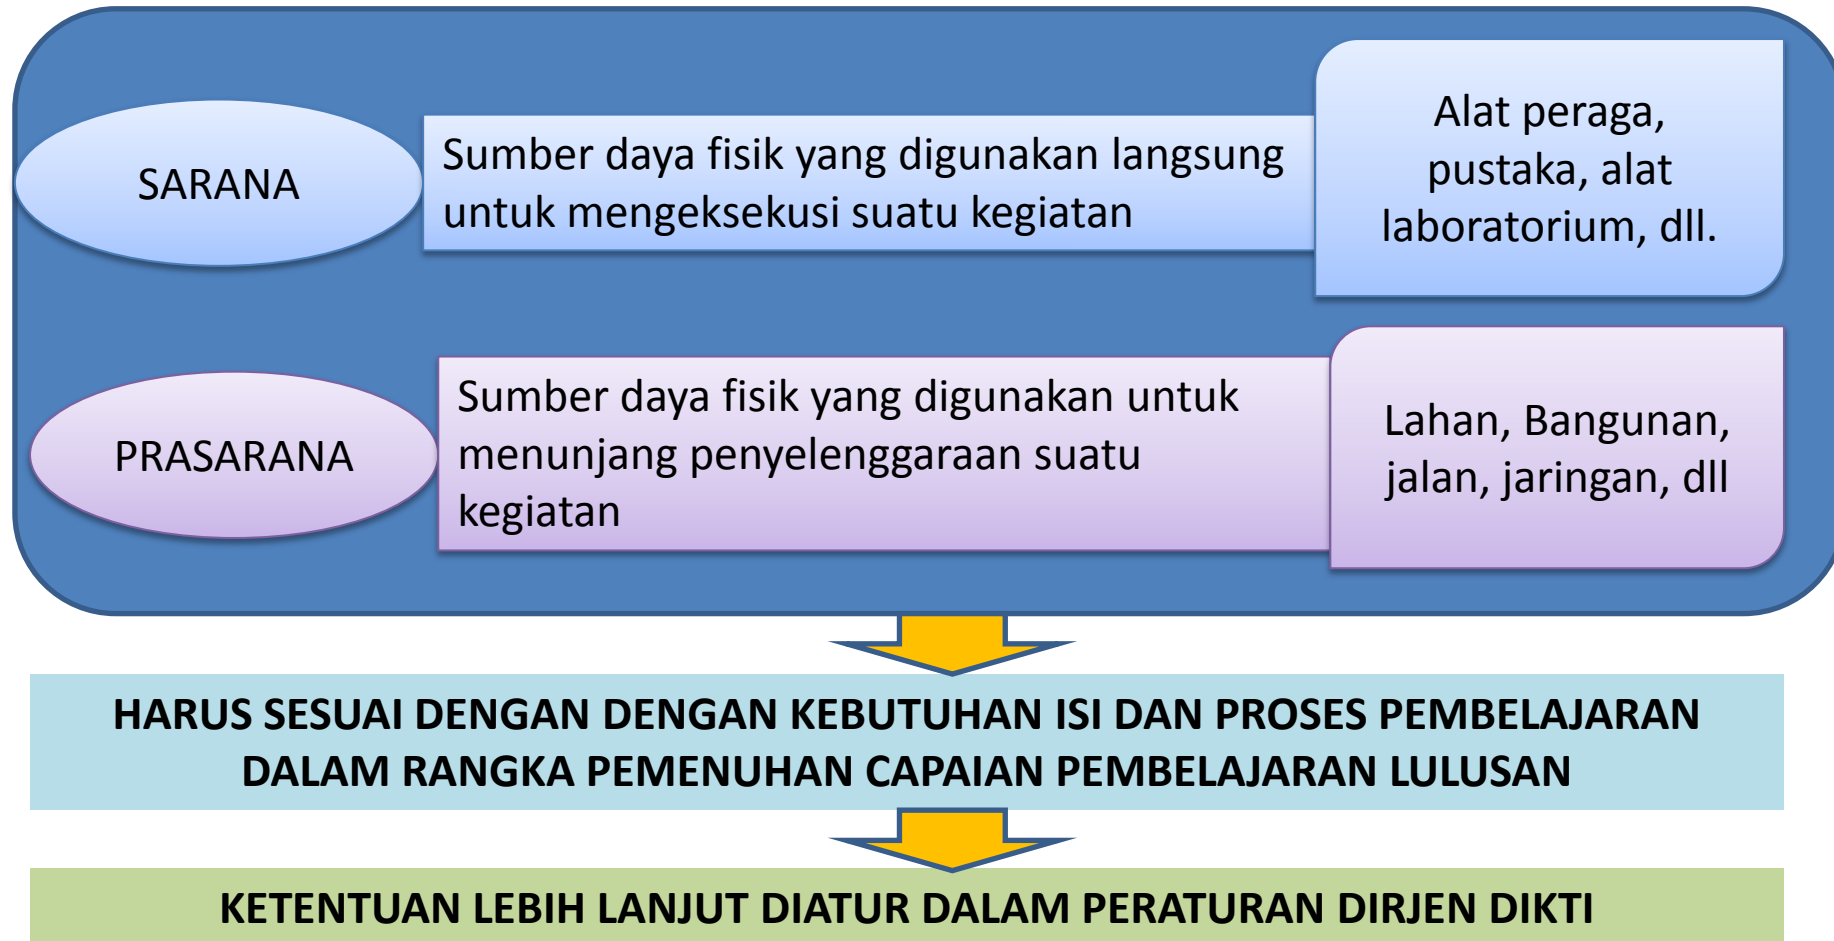 SARANA
Sumber daya fisik yang digunakan langsung
untuk mengeksekusi suatu kegiatan
Alat peraga,
pustaka, alat
laboratorium, dll.
PRASARANA
Sumber daya fisik yang digunakan untuk
menunjang penyelenggaraan suatu
kegiatan
Lahan, Bangunan,
jalan, jaringan, dll
HARUS SESUAI DENGAN DENGAN KEBUTUHAN ISI DAN PROSES PEMBELAJARAN
DALAM RANGKA PEMENUHAN CAPAIAN PEMBELAJARAN LULUSAN
KETENTUAN LEBIH LANJUT DIATUR DALAM PERATURAN DIRJEN DIKTI